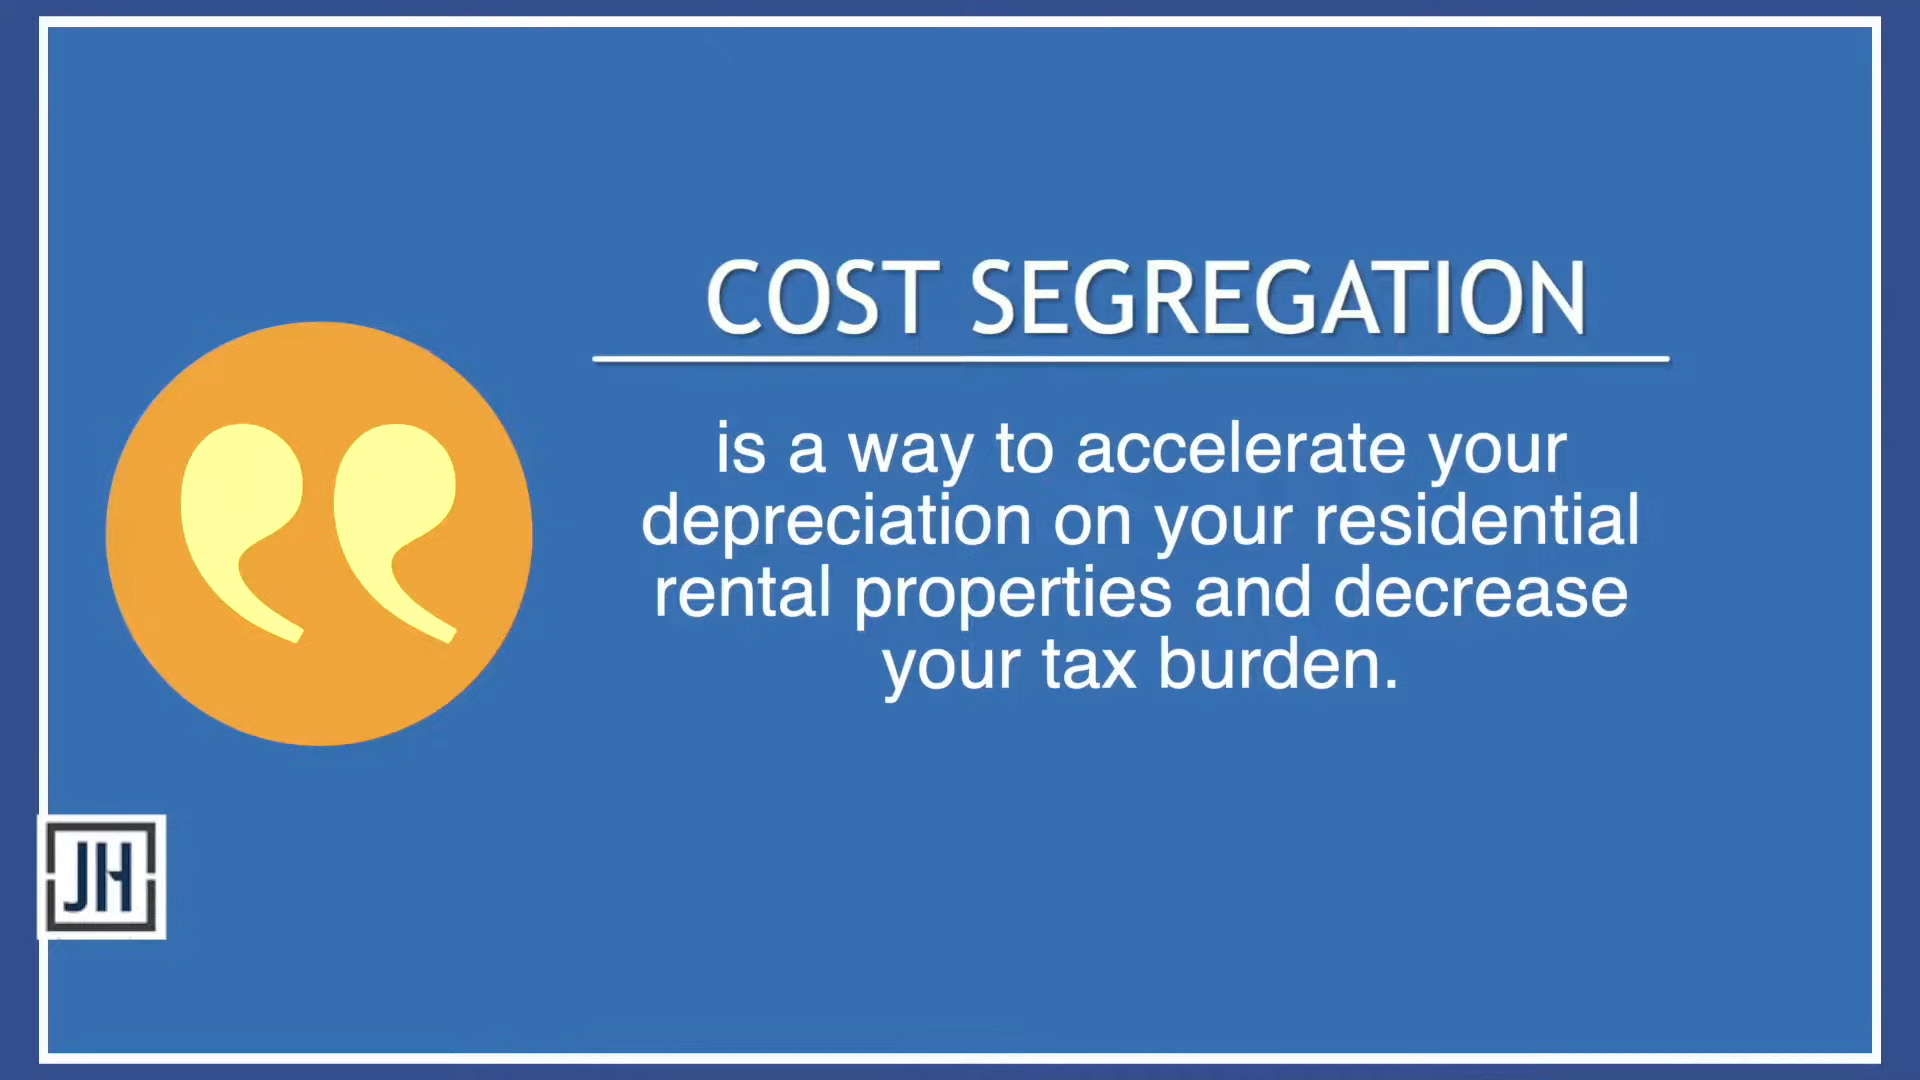 COST SEGREGATION
is a way to accelerate your
depreciation on your residential
rental properties and decrease
your tax burden.
JH